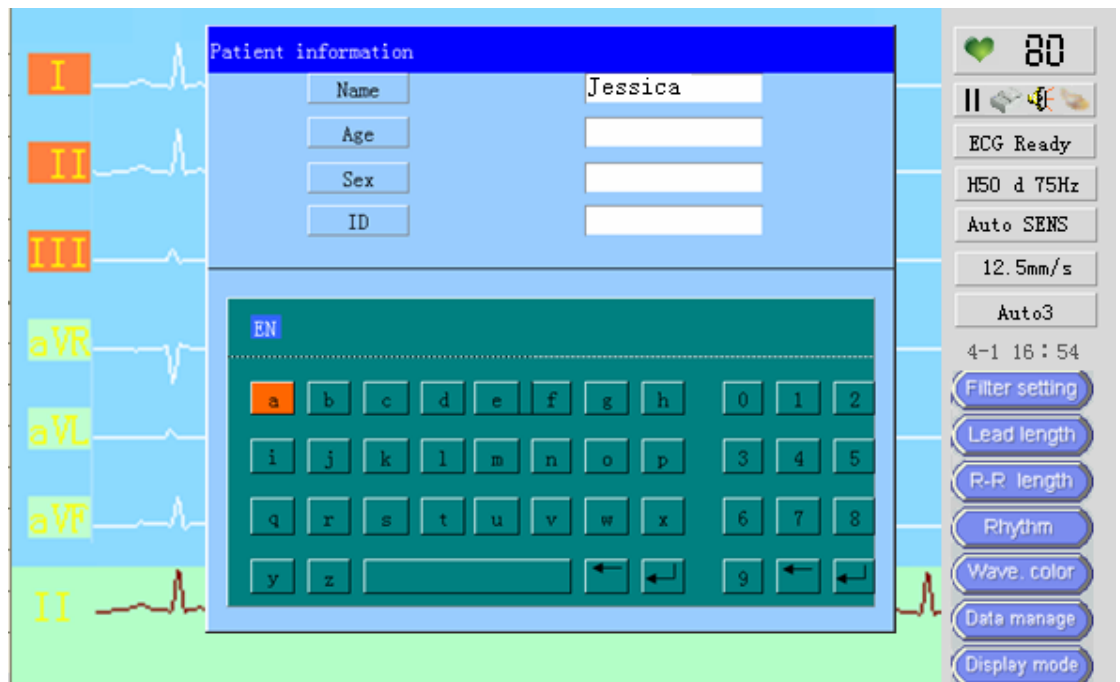 I
II
III
aVR
aVL
aVF
II
Patient information
Name Jessica
Age
Sex
ID
EN
a b c d e f g h 0 1 2
i j k l m n o p 3 4 5
q r s t u v w x 6 7 8
y z 9
80
ECG Ready
H50 d 75Hz
Auto SENS
12.5mm/s
Auto3
4-1 16:54
Filter setting
Lead length
R-R length
Rhythm
Wave. color
Data manage
Display mode